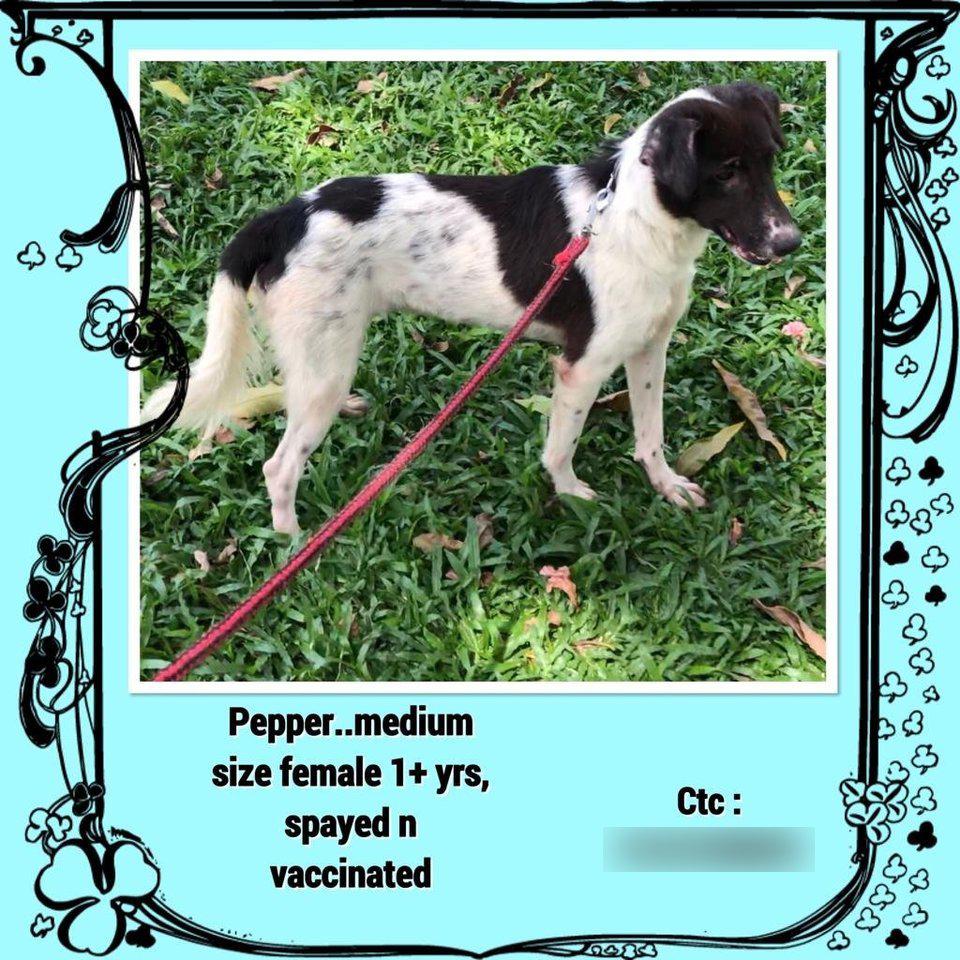 Pepper..medium
size female 1+ yrs,
spayed n
vaccinated
Ctc :